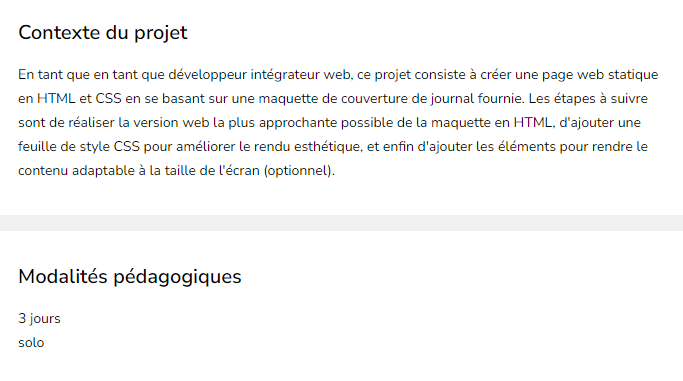 Contexte du projet
En tant que en tant que développeur intégrateur web, ce projet consiste à créer une page web statique
en HTML et CSS en se basant sur une maquette de couverture de journal fournie. Les étapes à suivre
sont de réaliser la version web la plus approchante possible de la maquette en HTML, d'ajouter une
feuille de style CSS pour améliorer le rendu esthétique, et enfin d'ajouter les éléments pour rendre le
contenu adaptable à la taille de l'écran (optionnel).
Modalités pédagogiques
3 jours
solo